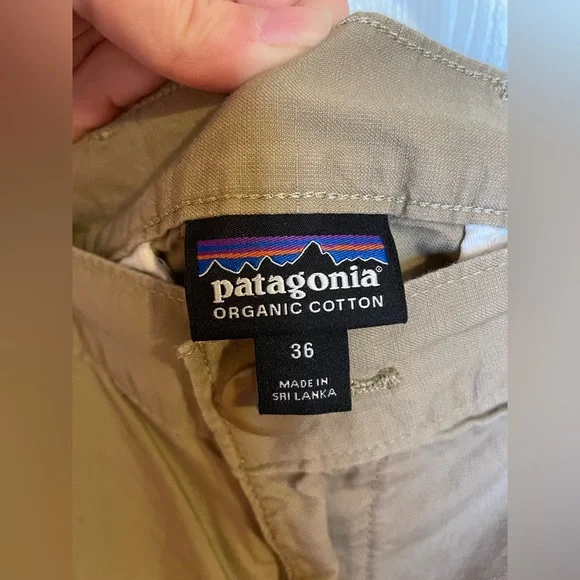 patagonia®
ORGANIC COTTON
36
MADE IN
SRI LANKA